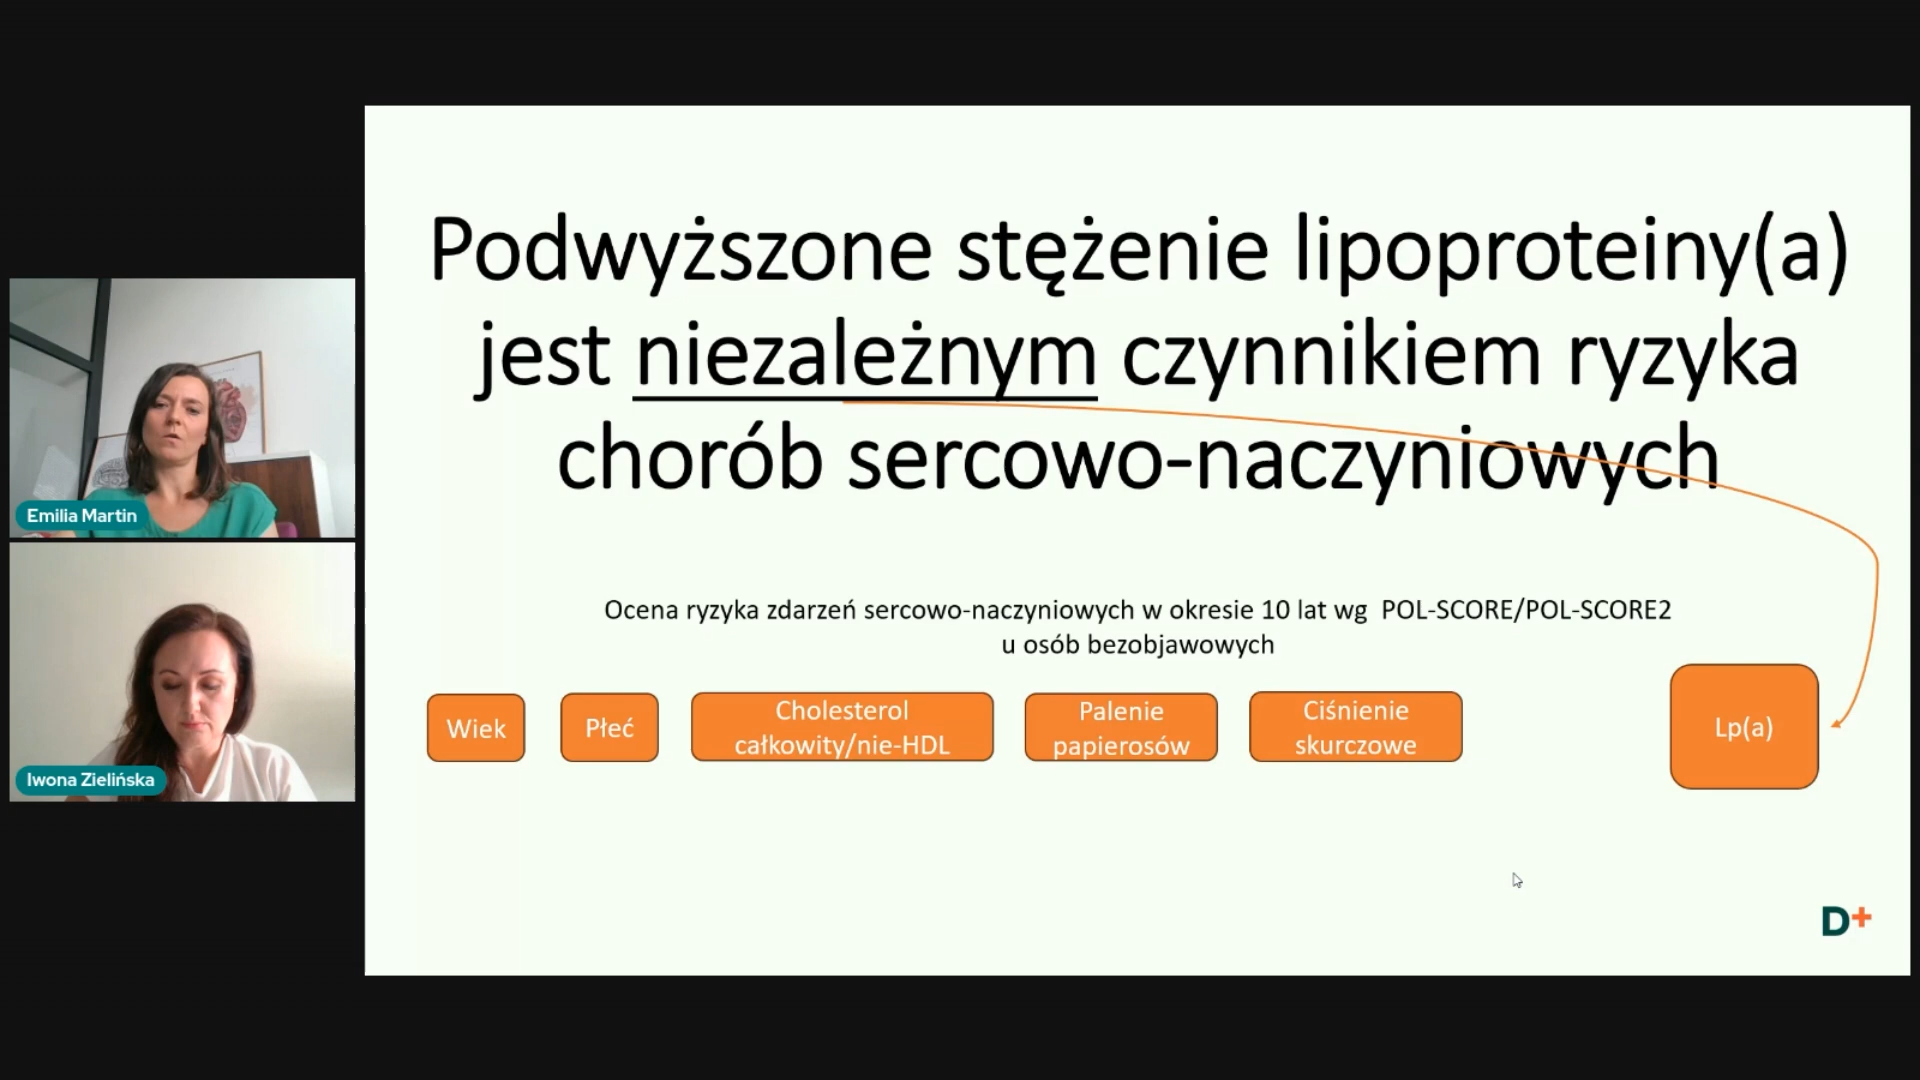 Podwyższone stężenie lipoproteiny(a)
jest niezależnym czynnikiem ryzyka
chorób sercowo-naczyniowych
Ocena ryzyka zdarzeń sercowo-naczyniowych w okresie 10 lat wg POL-SCORE/POL-SCORE2
u osób bezobjawowych
Wiek
Płeć
Cholesterol
całkowity/nie-HDL
Palenie
papierosów
Ciśnienie
skurczowe
Lp(a)
D+
Emilia Martin
Iwona Zielińska